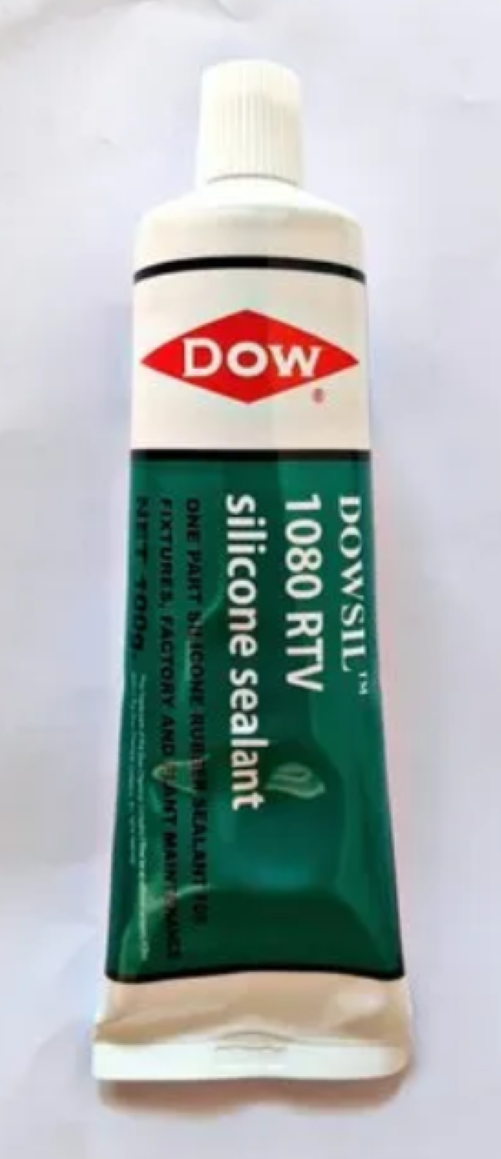 DOW
®
DOWSIL™
1080 RTV
silicone sealant
ONE PART SILICONE RUBBER SEALANT FOR
FIXTURES, FACTORY AND PLANT MAINTENANCE
NET 100g.